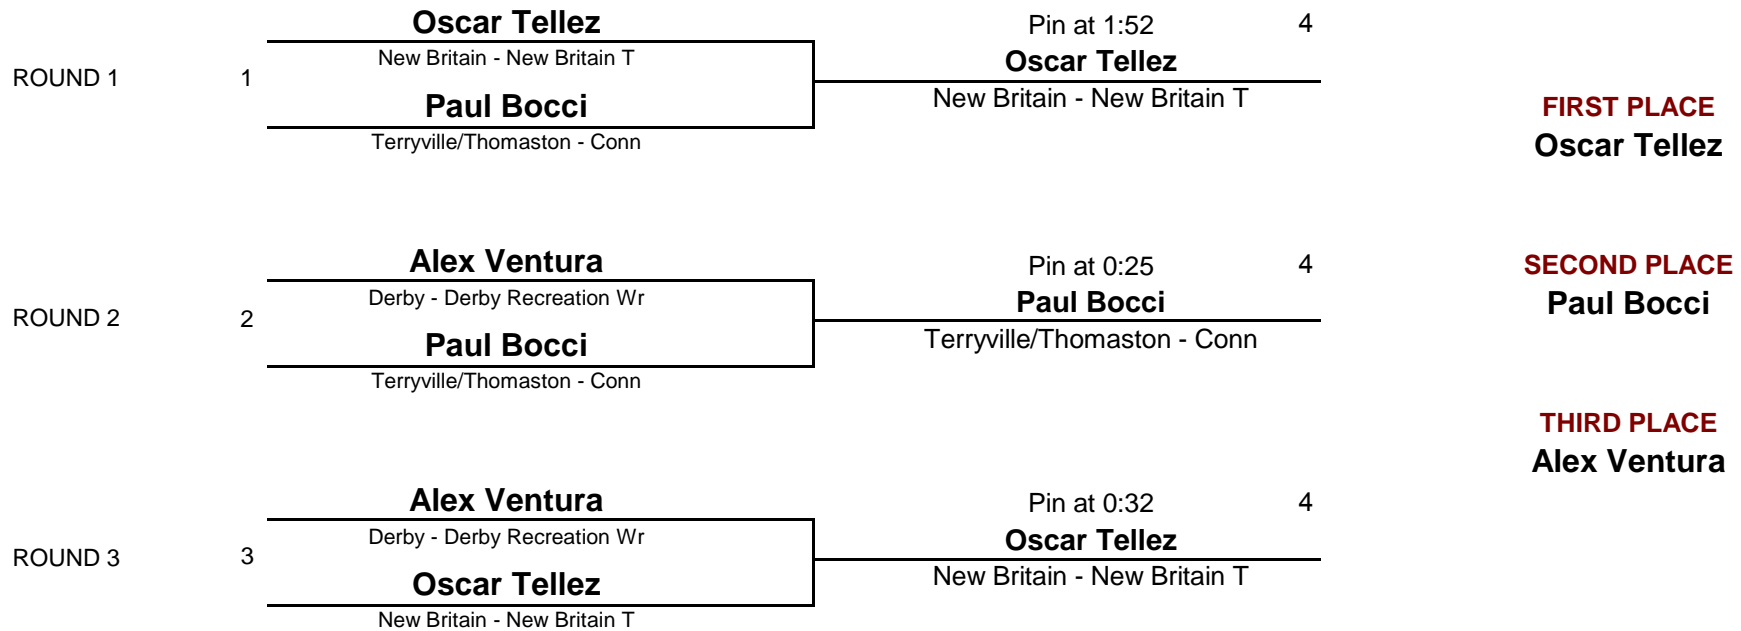 Oscar Tellez
Pin at 1:52 4
New Britain - New Britain T
Oscar Tellez
ROUND 1 1
Paul Bocci
New Britain - New Britain T
FIRST PLACE
Terryville/Thomaston - Conn
Oscar Tellez
Alex Ventura
Pin at 0:25 4
SECOND PLACE
Derby - Derby Recreation Wr
Paul Bocci
Paul Bocci
ROUND 2 2
Paul Bocci
Terryville/Thomaston - Conn
Terryville/Thomaston - Conn
THIRD PLACE
Alex Ventura
Alex Ventura
Pin at 0:32 4
Derby - Derby Recreation Wr
Oscar Tellez
ROUND 3 3
Oscar Tellez
New Britain - New Britain T
New Britain - New Britain T